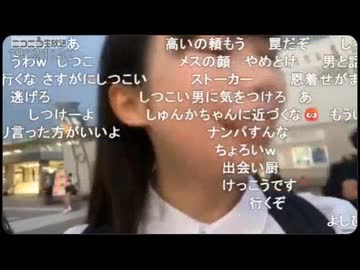 ニコニコ生放送
あ　高いの頼もう　罠だぞ　し
うわｗ　しつこ　メスの顔　やめとけ　男と話
行くな　さすがにしつこい　ストーカー　恩着せがま
逃げろ　しつこい男に気をつけろ　あ
しつけーよ　しゅんかちゃんに近づくな　もうい
リ言った方がいいよ　ナンパすんな
ちょろいｗ
出会い厨
けっこうです
行くぞ
よしひ